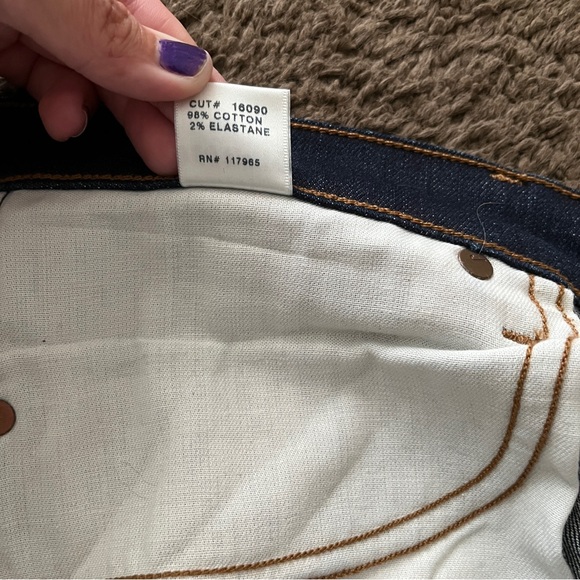 CUT# 16090
98% COTTON
2% ELASTANE
RN# 117965